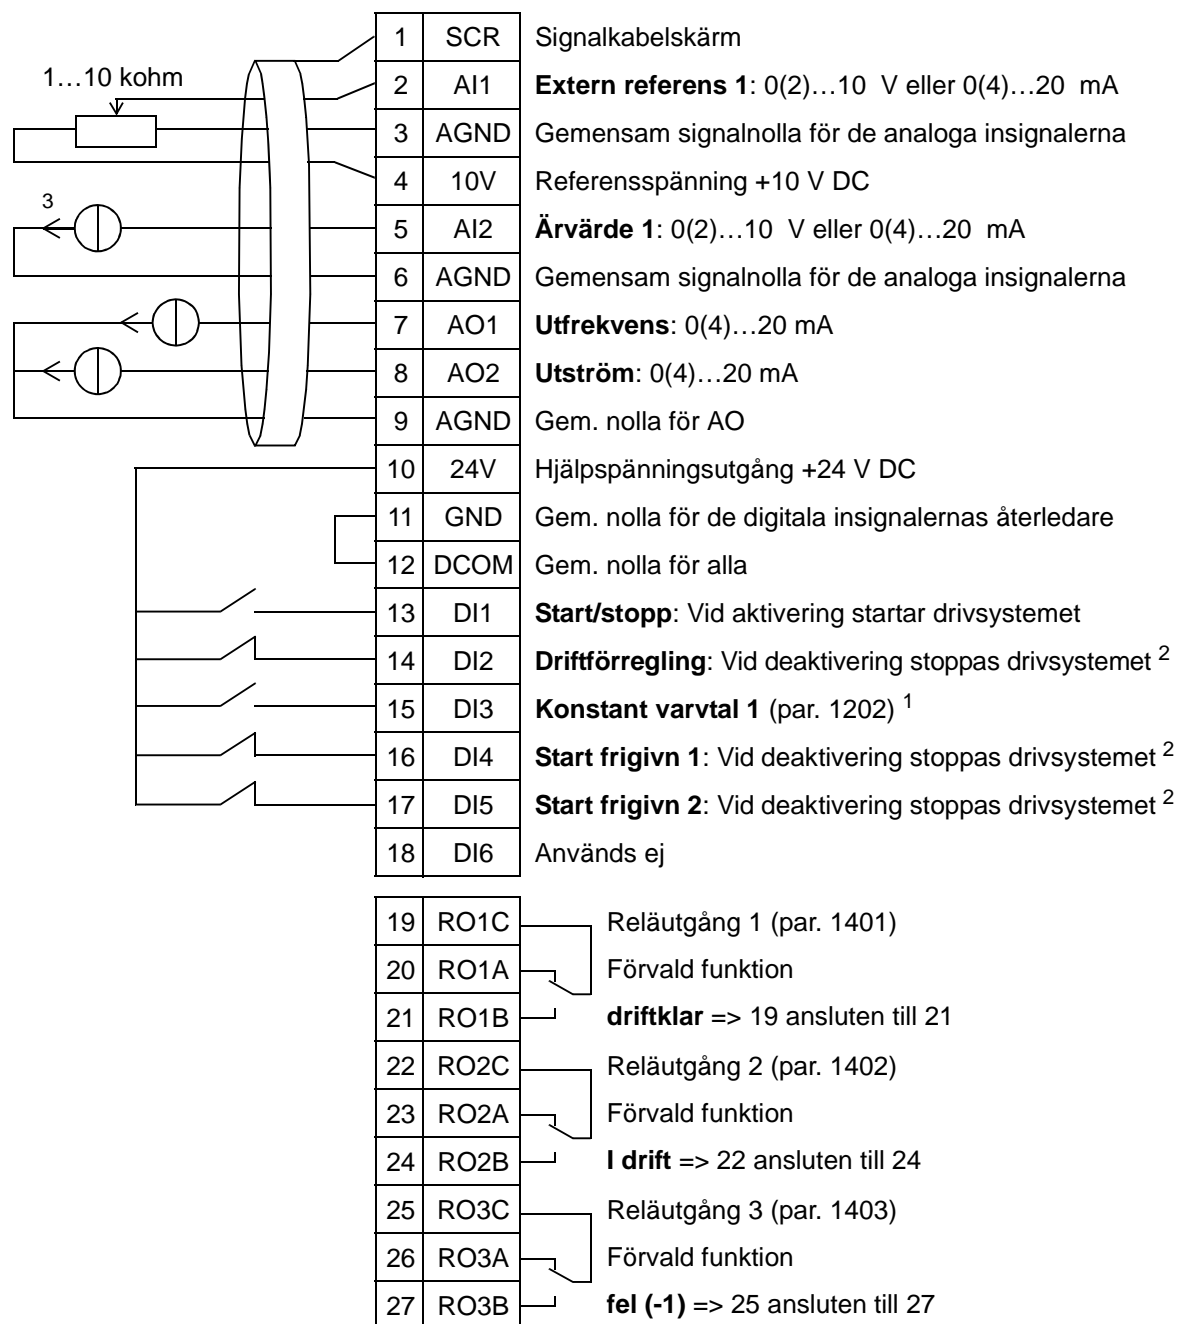 1 SCR Signalkabelskärm
1…10 kohm
2 AI1 Extern referens 1: 0(2)…10 V eller 0(4)…20 mA
3 AGND Gemensam signalnolla för de analoga insignalerna
4 10V Referensspänning +10 V DC
3
5 AI2 Ärvärde 1: 0(2)…10 V eller 0(4)…20 mA
6 AGND Gemensam signalnolla för de analoga insignalerna
7 AO1 Utfrekvens: 0(4)…20 mA
8 AO2 Utström: 0(4)…20 mA
9 AGND Gem. nolla för AO
10 24V Hjälpspänningsutgång +24 V DC
11 GND Gem. nolla för de digitala insignalernas återledare
12 DCOM Gem. nolla för alla
13 DI1 Start/stopp: Vid aktivering startar drivsystemet
14 DI2 Driftförregling: Vid deaktivering stoppas drivsystemet 2
15 DI3 Konstant varvtal 1 (par. 1202) 1
16 DI4 Start frigivn 1: Vid deaktivering stoppas drivsystemet 2
17 DI5 Start frigivn 2: Vid deaktivering stoppas drivsystemet 2
18 DI6 Används ej
19 RO1C Reläutgång 1 (par. 1401)
20 RO1A Förvald funktion
21 RO1B driftklar => 19 ansluten till 21
22 RO2C Reläutgång 2 (par. 1402)
23 RO2A Förvald funktion
24 RO2B I drift => 22 ansluten till 24
25 RO3C Reläutgång 3 (par. 1403)
26 RO3A Förvald funktion
27 RO3B fel (-1) => 25 ansluten till 27